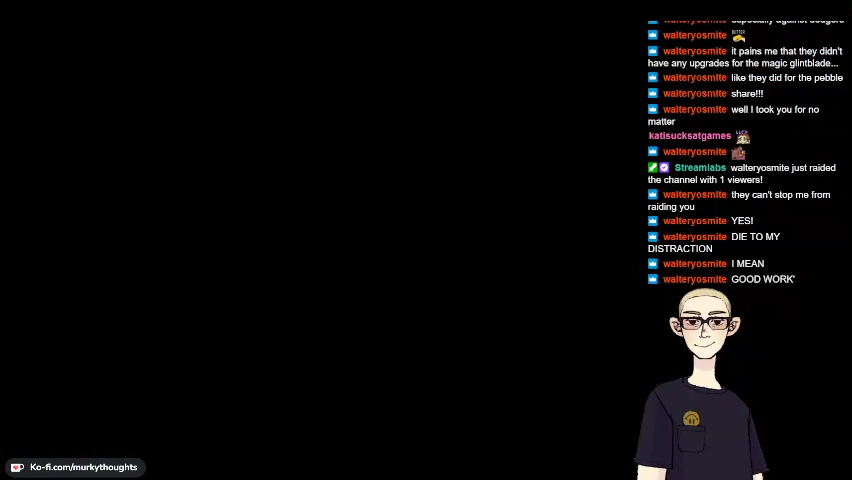 especially against dodgers
walteryosmite
walteryosmite it pains me that they didn't
have any upgrades for the magic glintblade...
walteryosmite like they did for the pebble
walteryosmite share!!!
walteryosmite well I took you for no
matter
katisucksatgames
walteryosmite
Streamlabs walteryosmite just raided
the channel with 1 viewers!
walteryosmite they can't stop me from
raiding you
walteryosmite YES!
walteryosmite DIE TO MY
DISTRACTION
walteryosmite I MEAN
walteryosmite GOOD WORK'
Ko-fi.com/murkythoughts